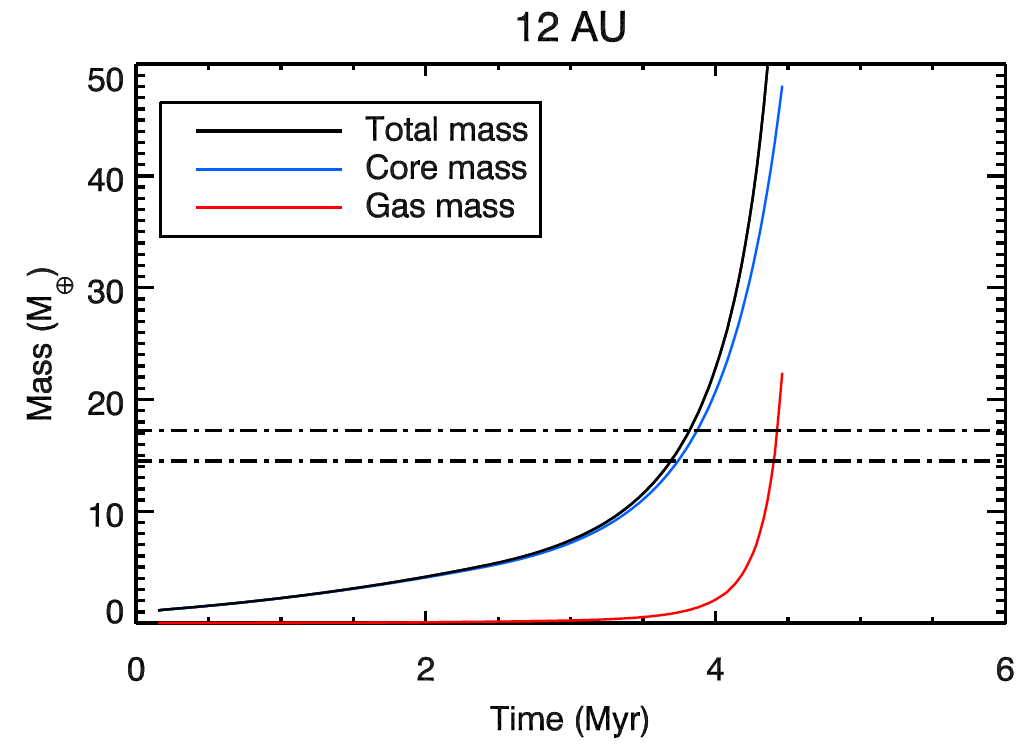 12 AU
Total mass
Core mass
Gas mass
Mass (M⊕)
50
40
30
20
10
0
0 2 4 6
Time (Myr)